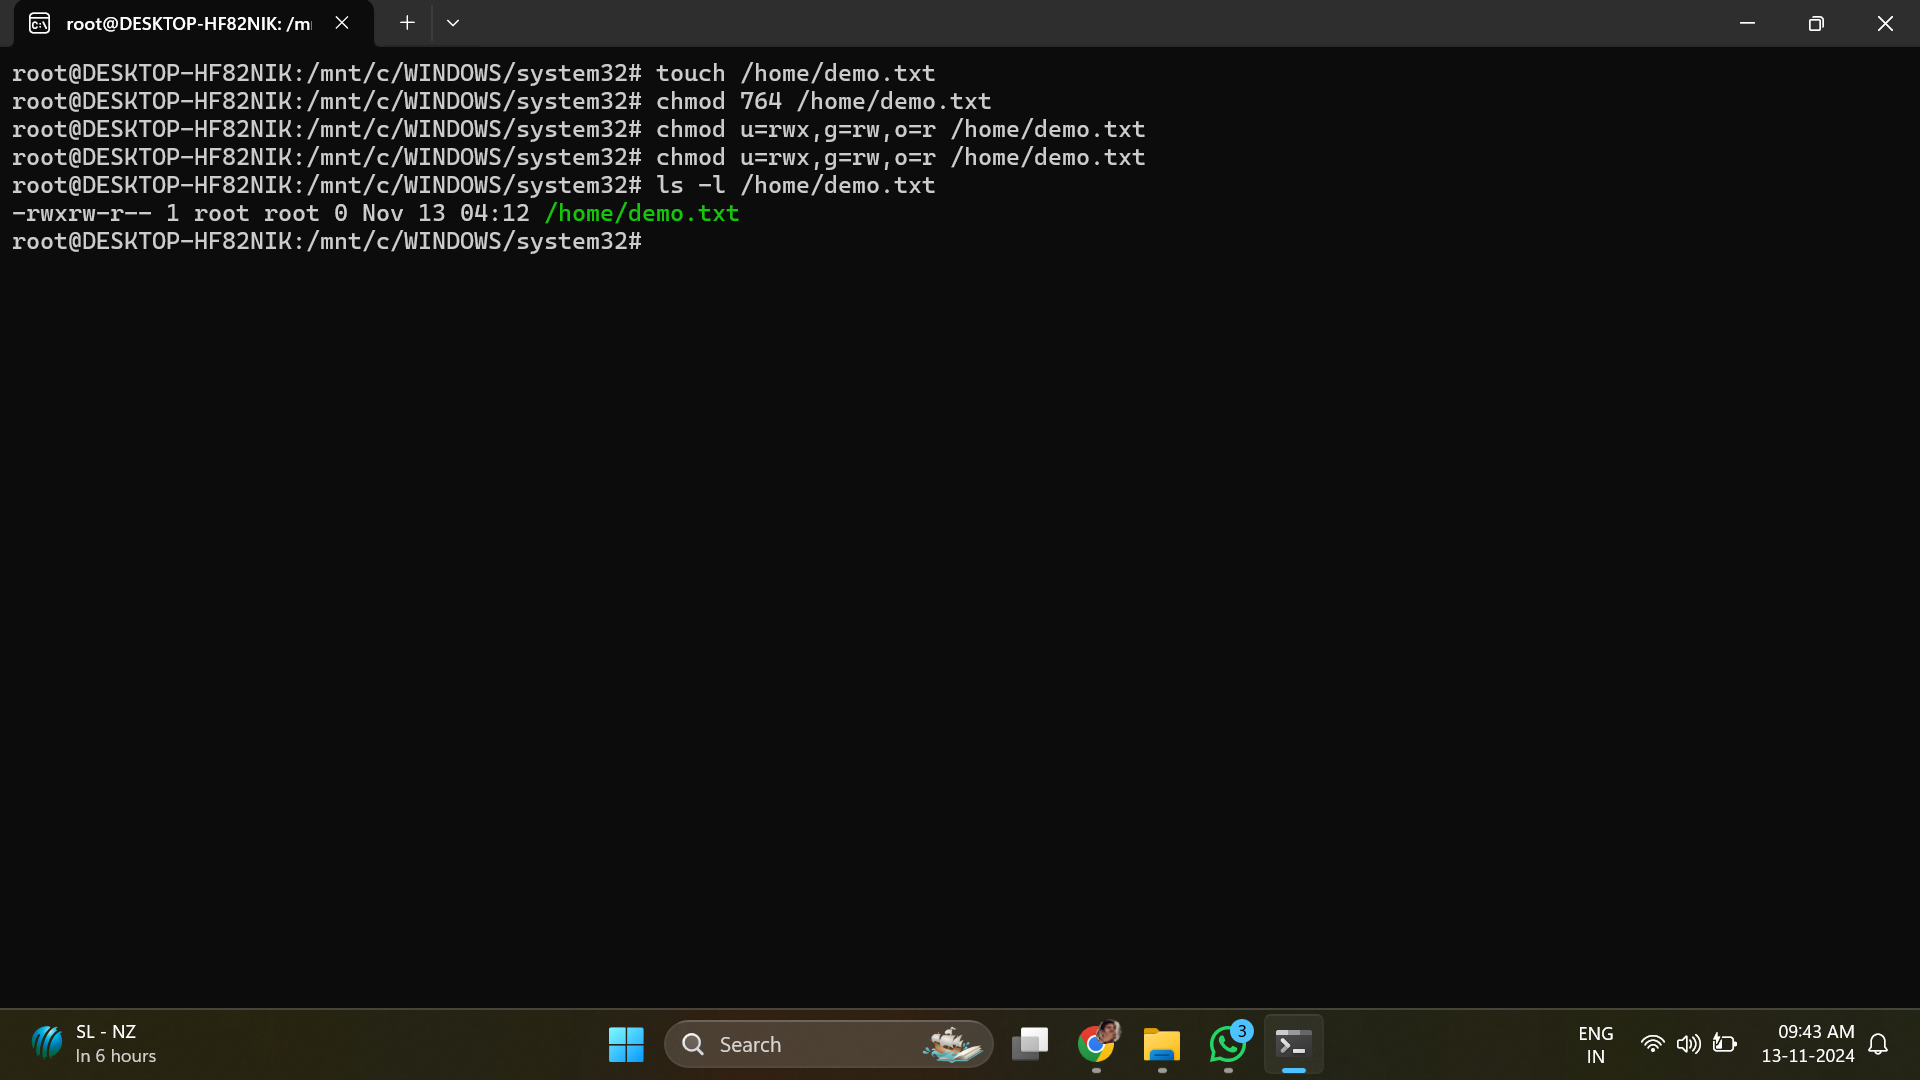 root@DESKTOP-HF82NIK: /m
root@DESKTOP-HF82NIK:/mnt/c/WINDOWS/system32# touch /home/demo.txt
root@DESKTOP-HF82NIK:/mnt/c/WINDOWS/system32# chmod 764 /home/demo.txt
root@DESKTOP-HF82NIK:/mnt/c/WINDOWS/system32# chmod u=rwx,g=rw,o=r /home/demo.txt
root@DESKTOP-HF82NIK:/mnt/c/WINDOWS/system32# chmod u=rwx,g=rw,o=r /home/demo.txt
root@DESKTOP-HF82NIK:/mnt/c/WINDOWS/system32# ls -l /home/demo.txt
-rwxrw-r-- 1 root root 0 Nov 13 04:12 /home/demo.txt
root@DESKTOP-HF82NIK:/mnt/c/WINDOWS/system32#
SL - NZ
In 6 hours
Search
3
ENG
IN
09:43 AM
13-11-2024